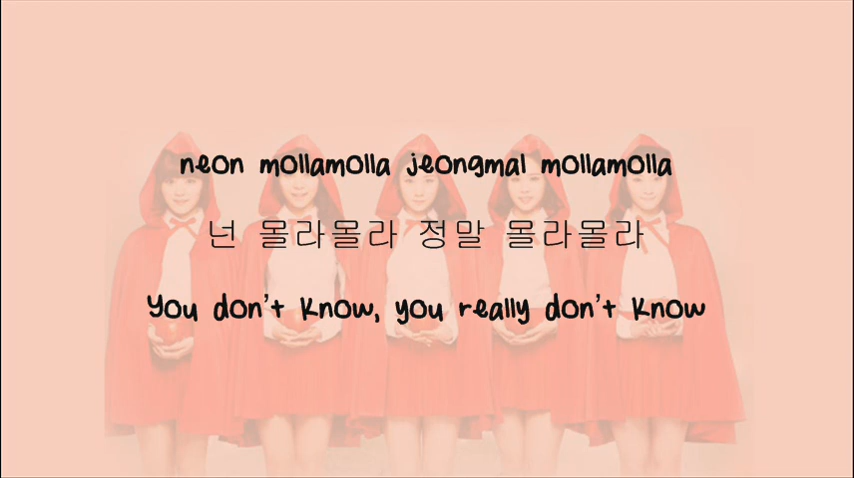 neon mollamolla jeongmal mollamolla
넌 몰라몰라 정말 몰라몰라
You don't know, you really don't know